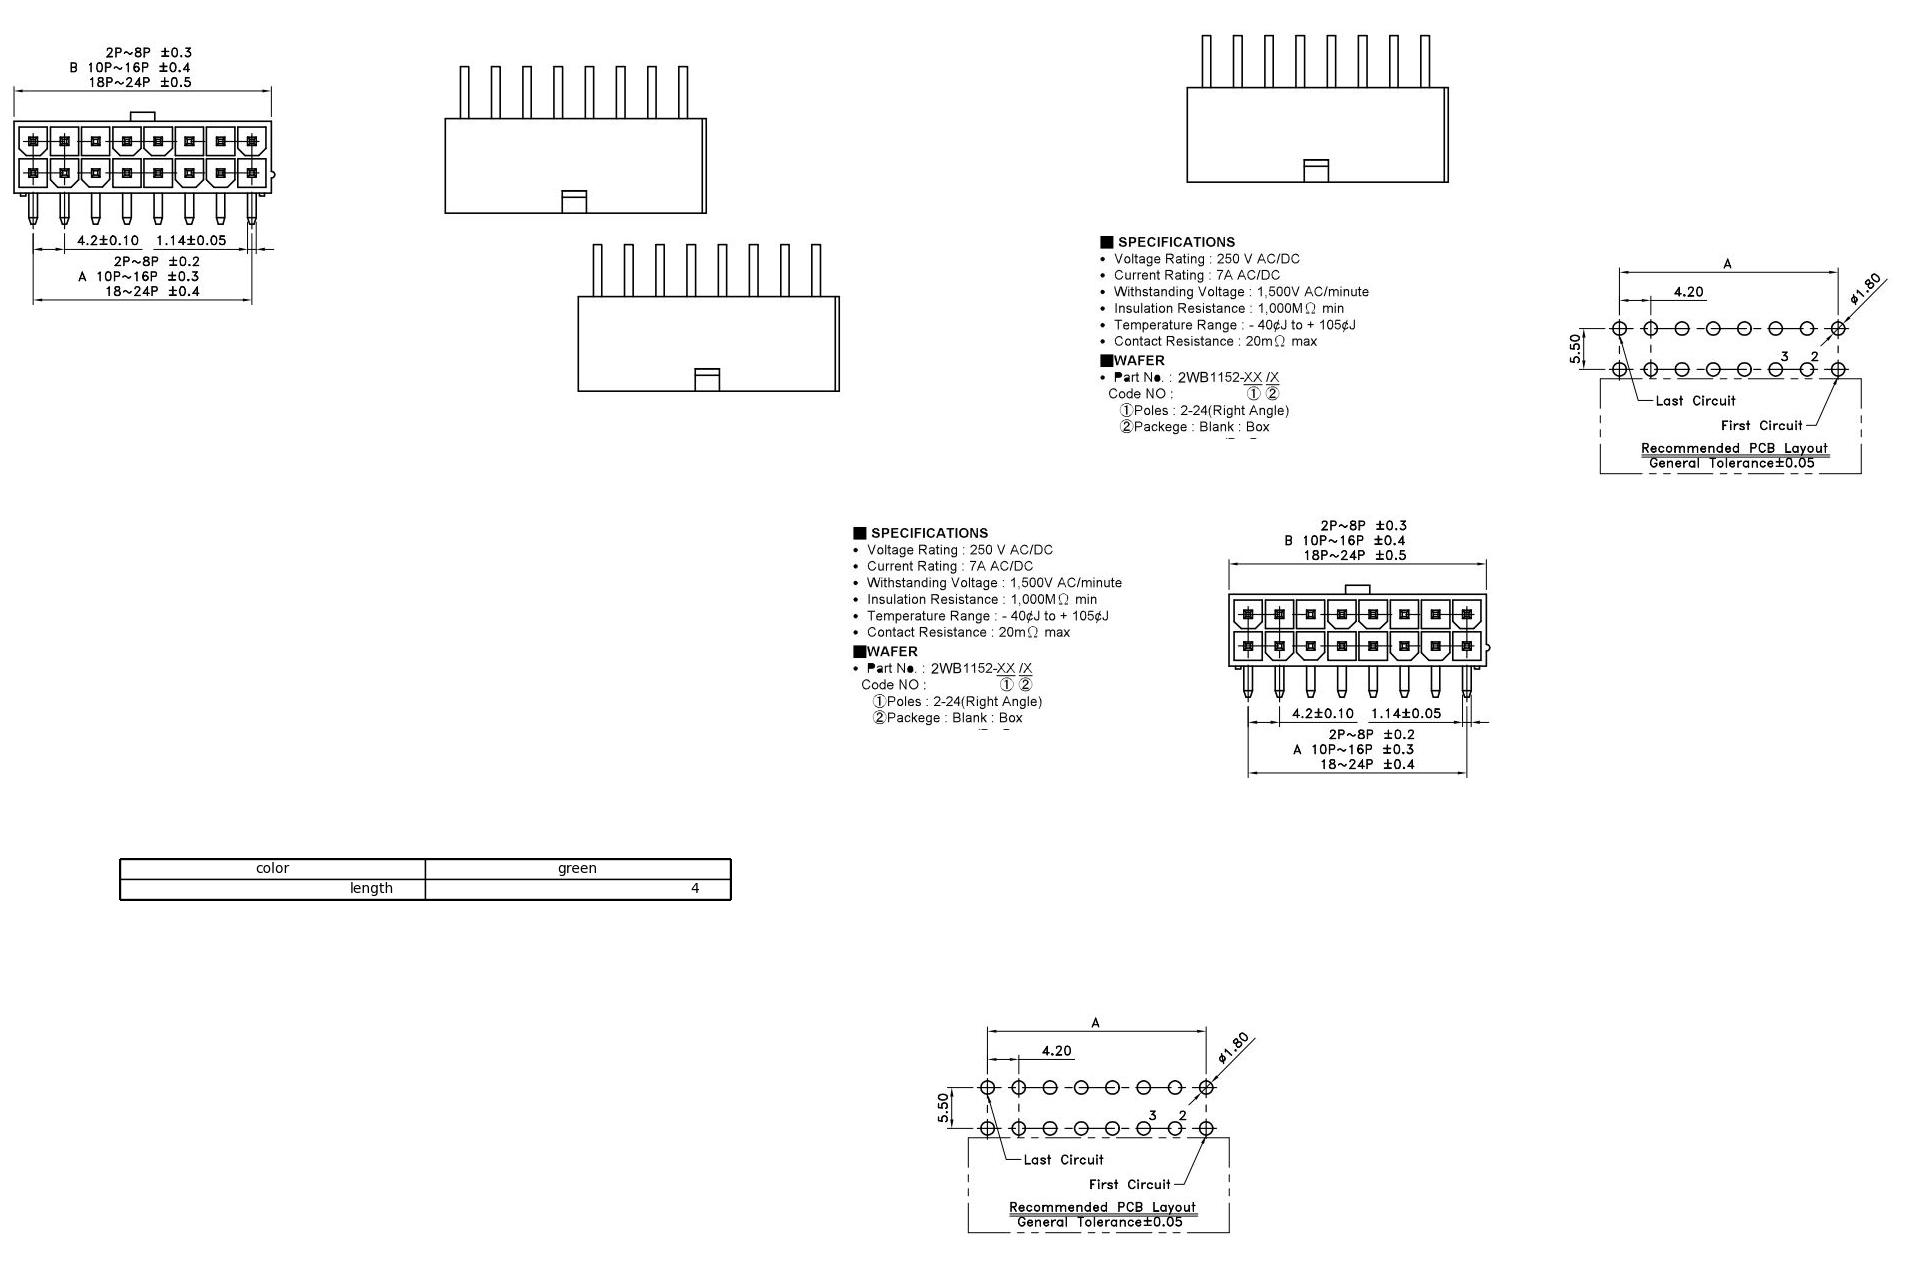 2P~8P ±0.3
B 10P~16P ±0.4
18P~24P ±0.5
4.2±0.10 1.14±0.05
2P~8P ±0.2
A 10P~16P ±0.3
18~24P ±0.4
■ SPECIFICATIONS
• Voltage Rating : 250 V AC/DC
• Current Rating : 7A AC/DC
• Withstanding Voltage : 1,500V AC/minute
• Insulation Resistance : 1,000MΩ min
• Temperature Range : - 40¢J to + 105¢J
• Contact Resistance : 20mΩ max
■WAFER
• Part No. : 2WB1152-XX /X
Code NO : ① ②
①Poles : 2-24(Right Angle)
②Packege : Blank : Box
A
4.20
ø1.80
5.50
3 2
Last Circuit
First Circuit
Recommended PCB Layout
General Tolerance±0.05
■ SPECIFICATIONS
• Voltage Rating : 250 V AC/DC
• Current Rating : 7A AC/DC
• Withstanding Voltage : 1,500V AC/minute
• Insulation Resistance : 1,000MΩ min
• Temperature Range : - 40¢J to + 105¢J
• Contact Resistance : 20mΩ max
■WAFER
• Part No. : 2WB1152-XX /X
Code NO : ① ②
①Poles : 2-24(Right Angle)
②Packege : Blank : Box
2P~8P ±0.3
B 10P~16P ±0.4
18P~24P ±0.5
4.2±0.10 1.14±0.05
2P~8P ±0.2
A 10P~16P ±0.3
18~24P ±0.4
color green
length 4
A
4.20
ø1.80
5.50
3 2
Last Circuit
First Circuit
Recommended PCB Layout
General Tolerance±0.05